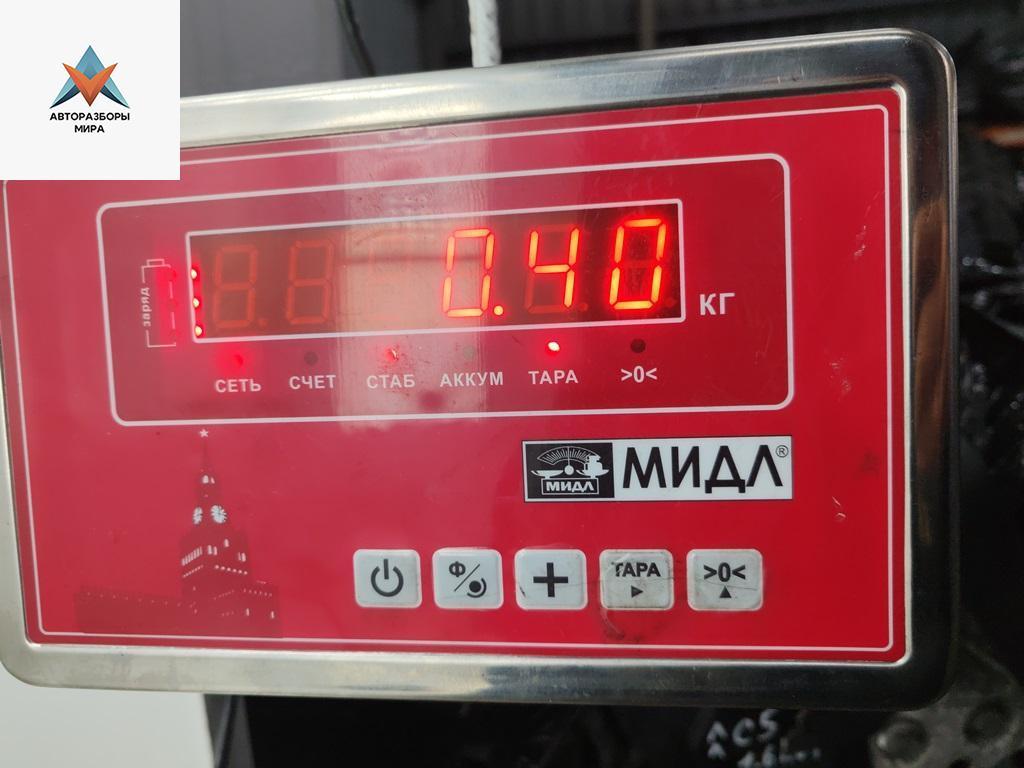 АВТОРАЗБОРЫ
МИРА
0.40
КГ
заряд
СЕТЬ СЧЕТ СТАБ АККУМ ТАРА >0<
МИДЛ МИДЛ®
Ф ТАРА >0<